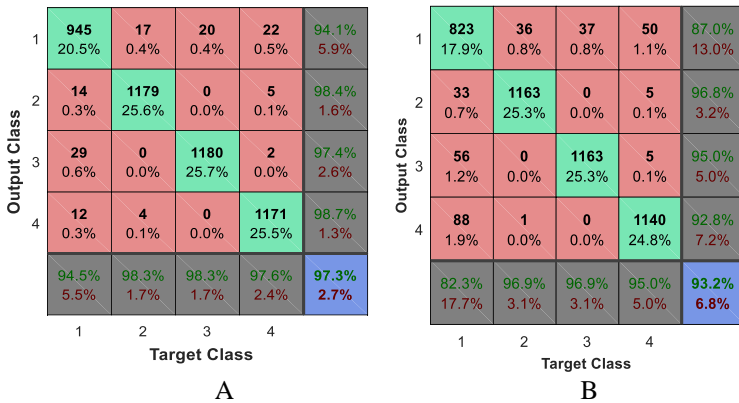 1 945 17 20 22 94.1%
20.5% 0.4% 0.4% 0.5% 5.9%
2 14 1179 0 5 98.4%
0.3% 25.6% 0.0% 0.1% 1.6%
3 29 0 1180 2 97.4%
0.6% 0.0% 25.7% 0.0% 2.6%
4 12 4 0 1171 98.7%
0.3% 0.1% 0.0% 25.5% 1.3%
94.5% 98.3% 98.3% 97.6% 97.3%
5.5% 1.7% 1.7% 2.4% 2.7%
1 2 3 4
Output Class
Target Class
A
1 823 36 37 50 87.0%
17.9% 0.8% 0.8% 1.1% 13.0%
2 33 1163 0 5 96.8%
0.7% 25.3% 0.0% 0.1% 3.2%
3 56 0 1163 5 95.0%
1.2% 0.0% 25.3% 0.1% 5.0%
4 88 1 0 1140 92.8%
1.9% 0.0% 0.0% 24.8% 7.2%
82.3% 96.9% 96.9% 95.0% 93.2%
17.7% 3.1% 3.1% 5.0% 6.8%
1 2 3 4
Output Class
Target Class
B